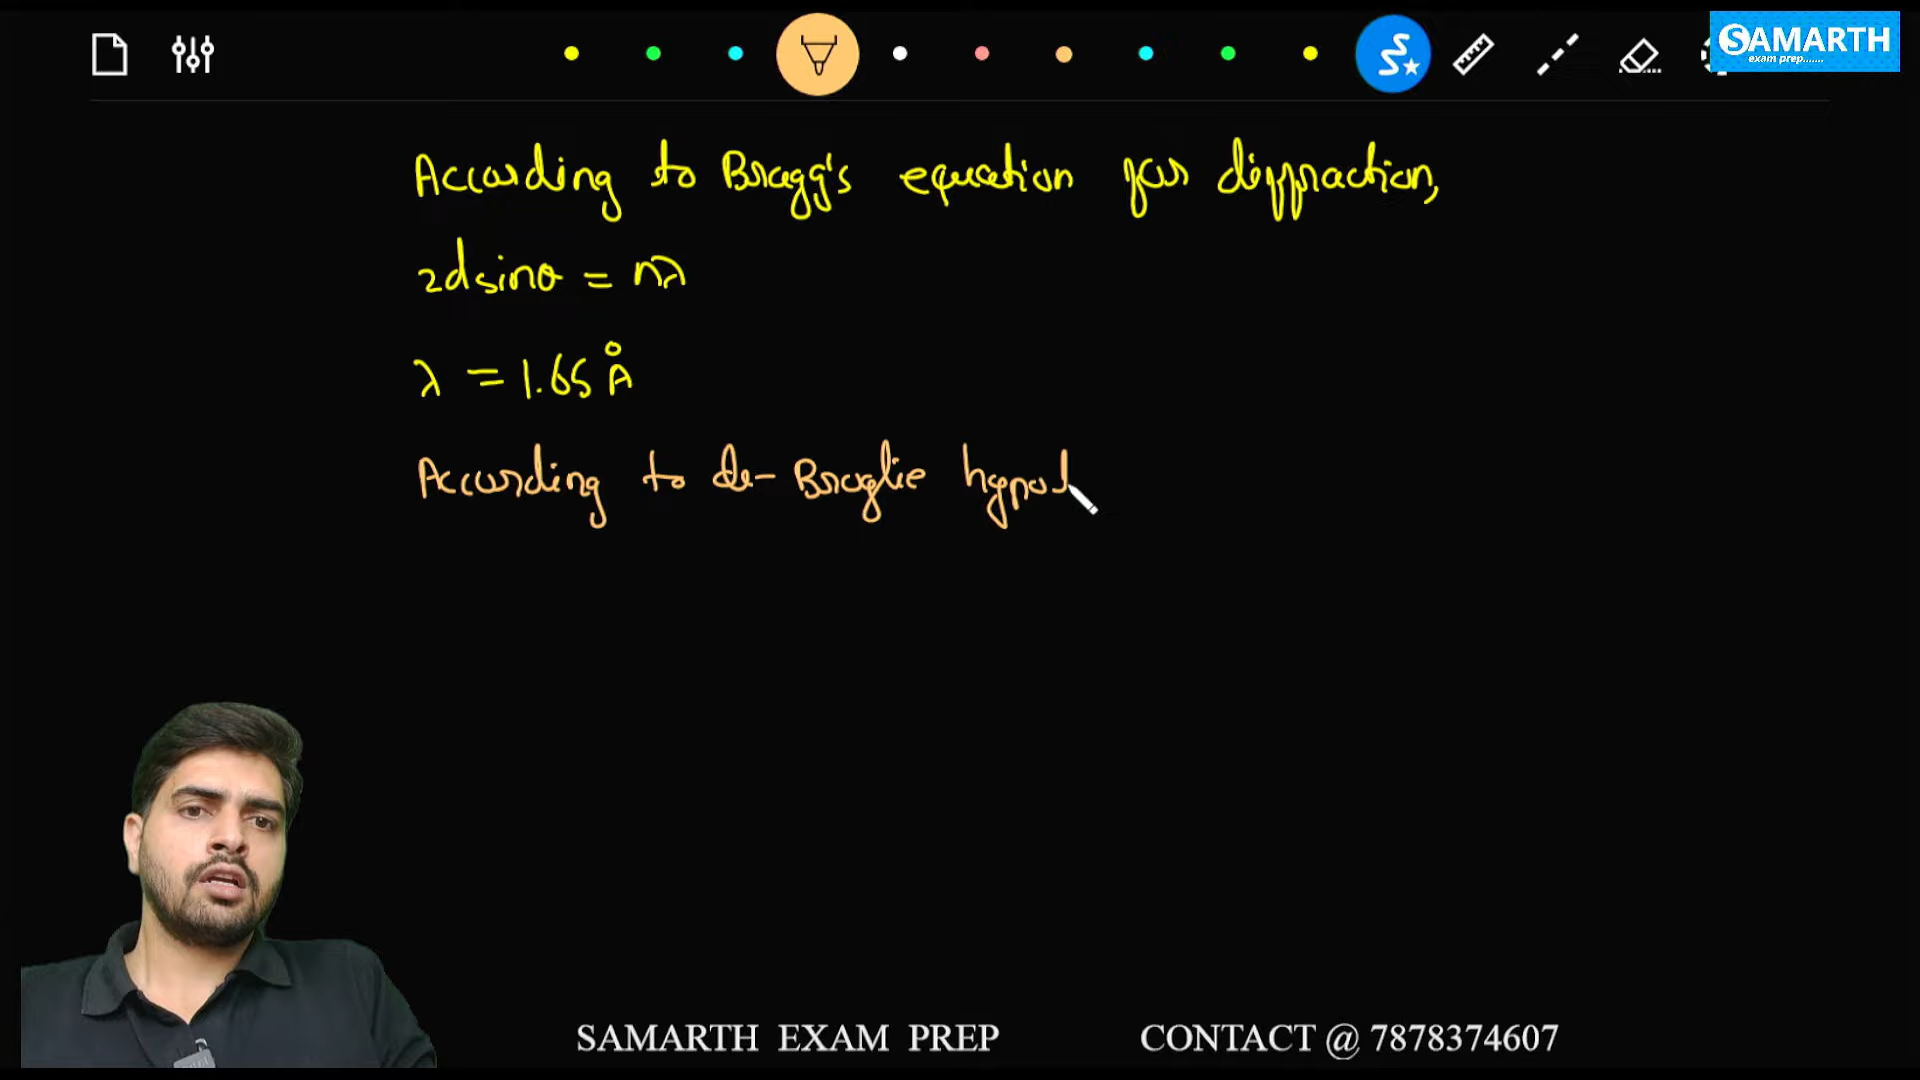 SAMARTH
exam prep.......
According to Bragg's equation for diffraction,
2dsinθ = nλ
λ = 1.65 Å
According to de-Broglie hypot
SAMARTH EXAM PREP CONTACT @ 7878374607